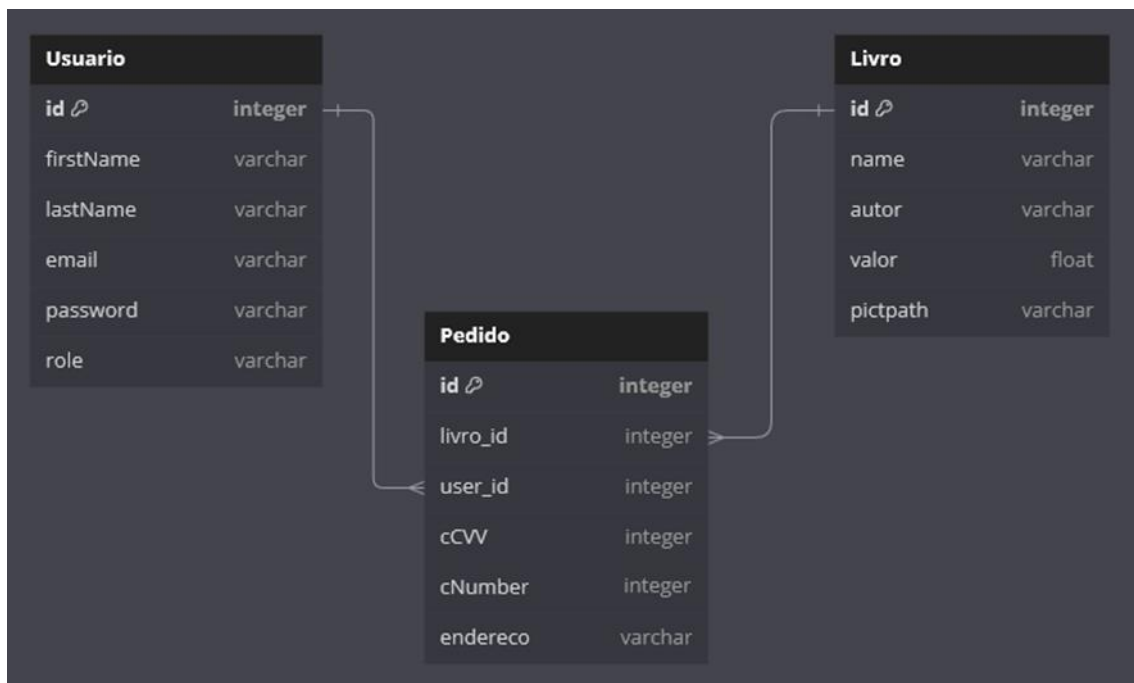 Usuario
id integer
firstName varchar
lastName varchar
email varchar
password varchar
role varchar
Livro
id integer
name varchar
autor varchar
valor float
pictpath varchar
Pedido
id integer
livro_id integer
user_id integer
cCVV integer
cNumber integer
endereco varchar